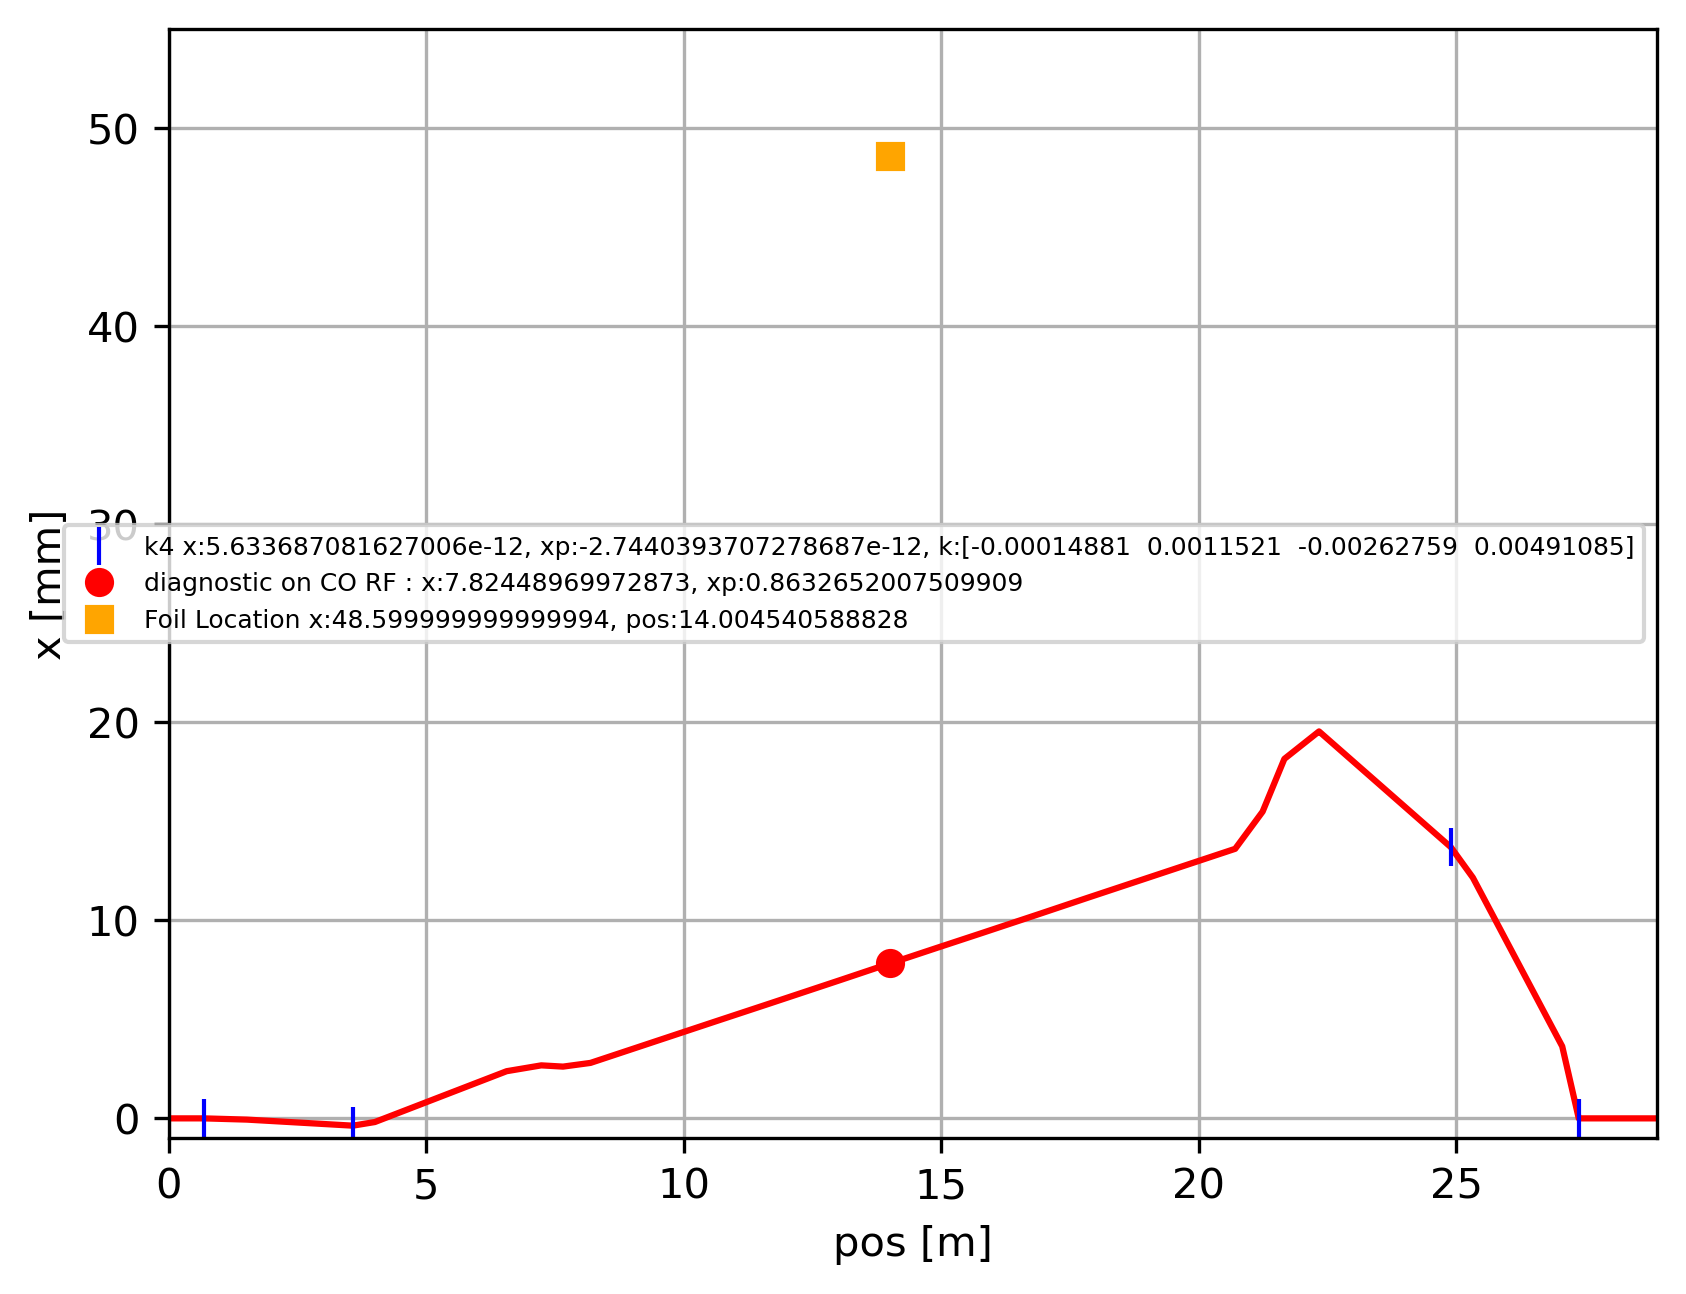 50
40
30
k4 x:5.633687081627006e-12, xp:-2.7440393707278687e-12, k:[-0.00014881 0.0011521 -0.00262759 0.00491085]
diagnostic on CO RF : x:7.82448969972873, xp:0.8632652007509909
Foil Location x:48.599999999999994, pos:14.004540588828
x [mm]
20
10
0
0 5 10 15 20 25
pos [m]